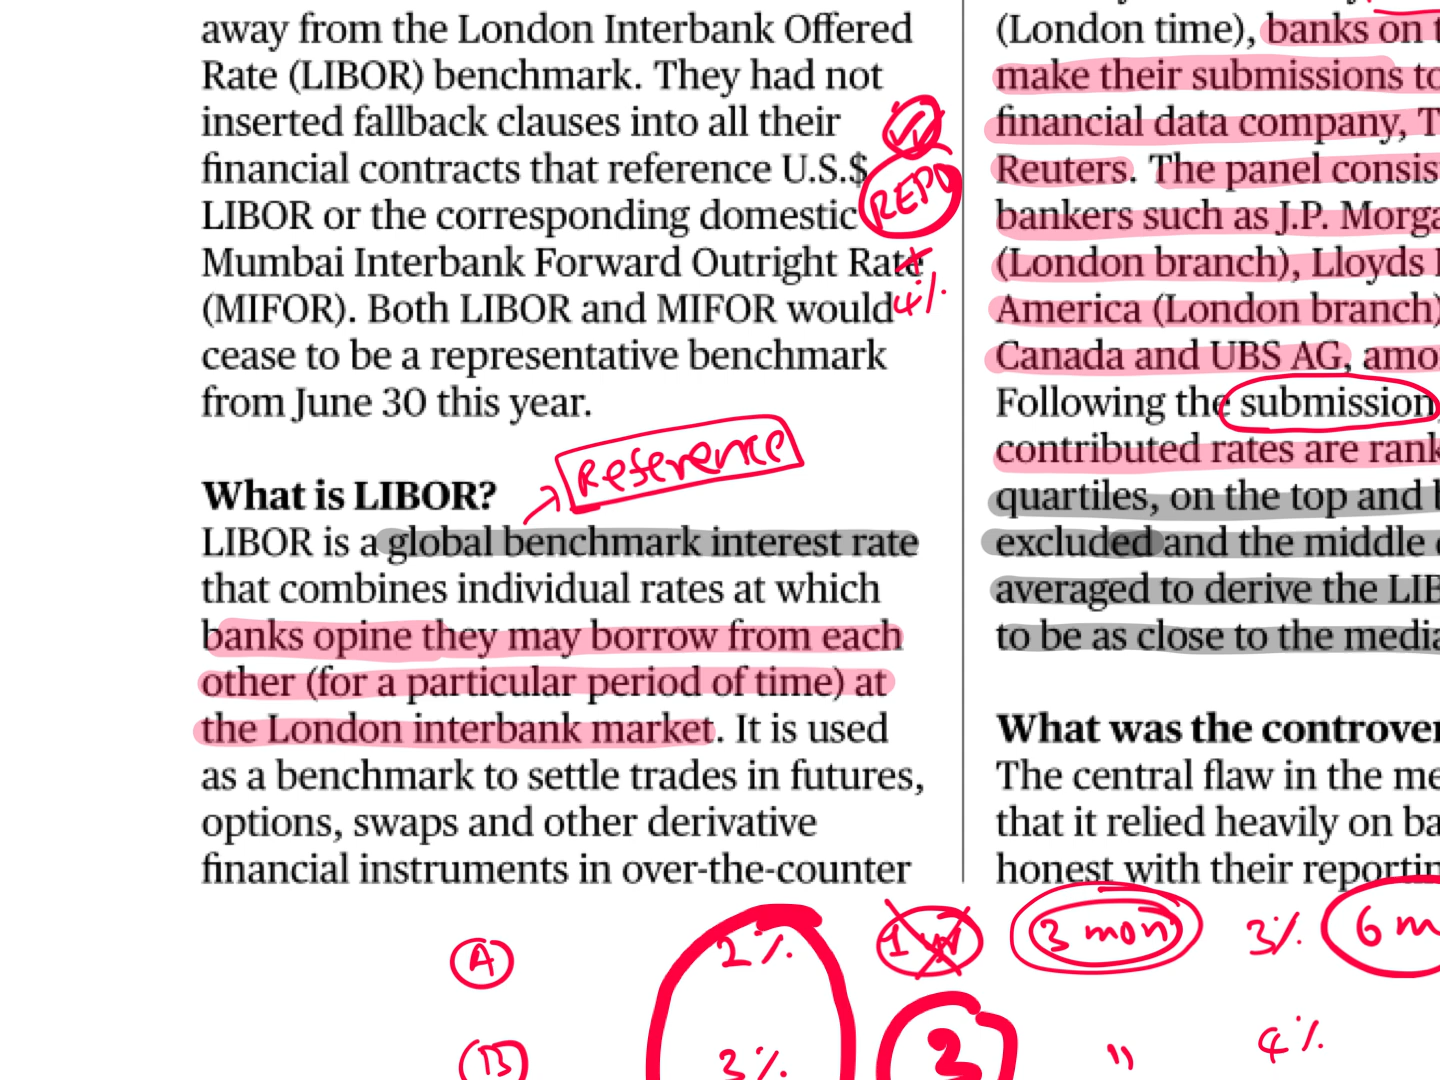 away from the London Interbank Offered
Rate (LIBOR) benchmark. They had not
inserted fallback clauses into all their
financial contracts that reference U.S.$
LIBOR or the corresponding domestic
Mumbai Interbank Forward Outright Rate
(MIFOR). Both LIBOR and MIFOR would
cease to be a representative benchmark
from June 30 this year.
REPO
4%
Reference
What is LIBOR?
LIBOR is a global benchmark interest rate
that combines individual rates at which
banks opine they may borrow from each
other (for a particular period of time) at
the London interbank market. It is used
as a benchmark to settle trades in futures,
options, swaps and other derivative
financial instruments in over-the-counter
(London time), banks on
make their submissions to
financial data company, T
Reuters. The panel consis
bankers such as J.P. Morga
(London branch), Lloyds
America (London branch)
Canada and UBS AG, amo
Following the submission
contributed rates are rank
quartiles, on the top and
excluded and the middle
averaged to derive the LIB
to be as close to the media
What was the controver
The central flaw in the me
that it relied heavily on ba
honest with their reportin
A 2% 1 3 mon 3% 6 m
B 3% 3 " 4%